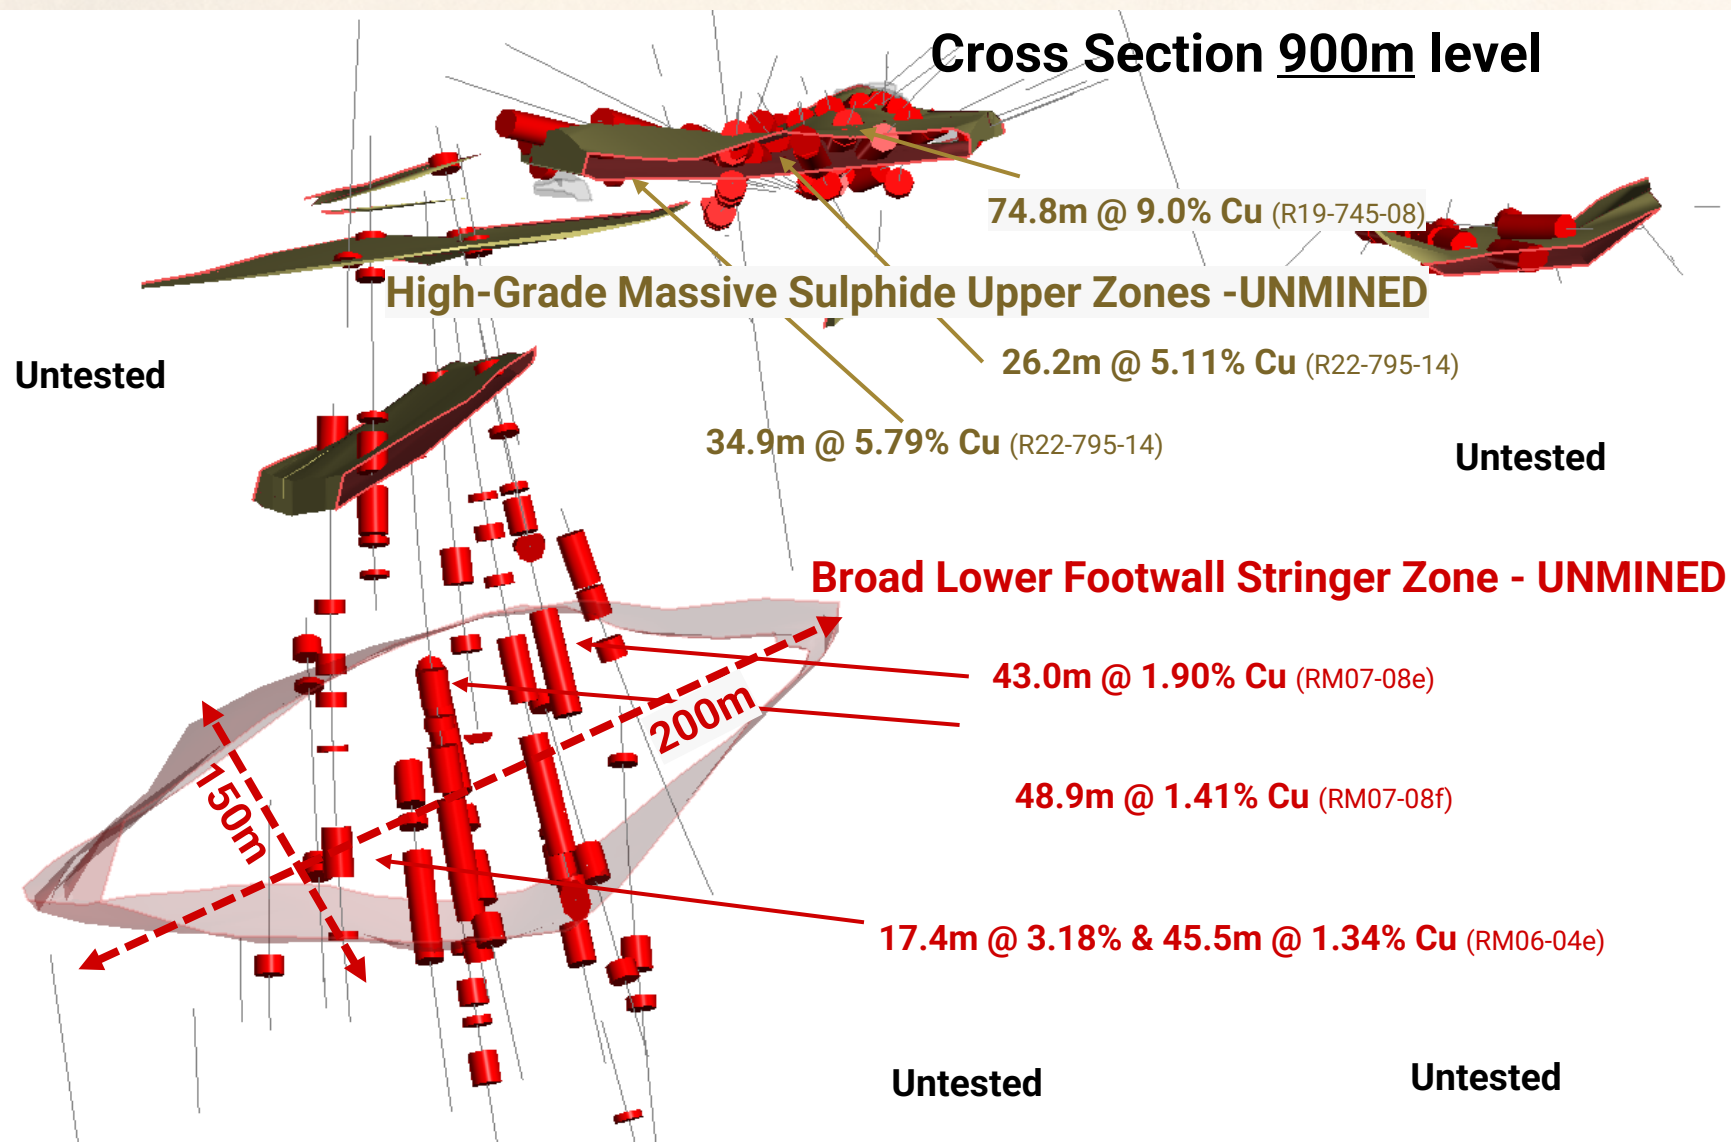 Cross Section 900m level
74.8m @ 9.0% Cu (R19-745-08)
High-Grade Massive Sulphide Upper Zones -UNMINED
26.2m @ 5.11% Cu (R22-795-14)
Untested
34.9m @ 5.79% Cu (R22-795-14)
Untested
Broad Lower Footwall Stringer Zone - UNMINED
43.0m @ 1.90% Cu (RM07-08e)
200m
150m
48.9m @ 1.41% Cu (RM07-08f)
17.4m @ 3.18% & 45.5m @ 1.34% Cu (RM06-04e)
Untested
Untested